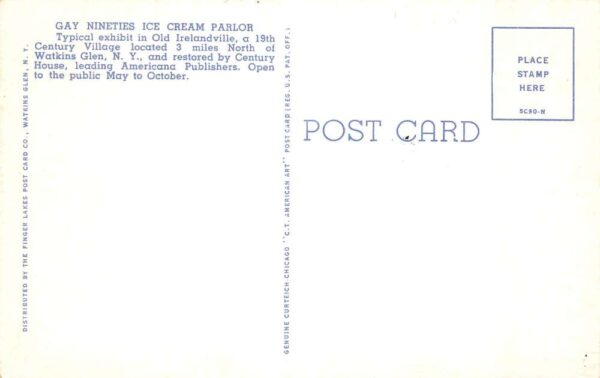 GAY NINETIES ICE CREAM PARLOR
Typical exhibit in Old Irelandville, a 19th
Century Village located 3 miles North of
Watkins Glen, N. Y., and restored by Century
House, leading Americana Publishers. Open
to the public May to October.
DISTRIBUTED BY THE FINGER LAKES POST CARD CO., WATKINS GLEN, N. Y.
GENUINE CURTEICH-CHICAGO "C.T. AMERICAN ART" POST CARD (REG. U.S. PAT. OFF.)
POST CARD
PLACE
STAMP
HERE
5C90-N